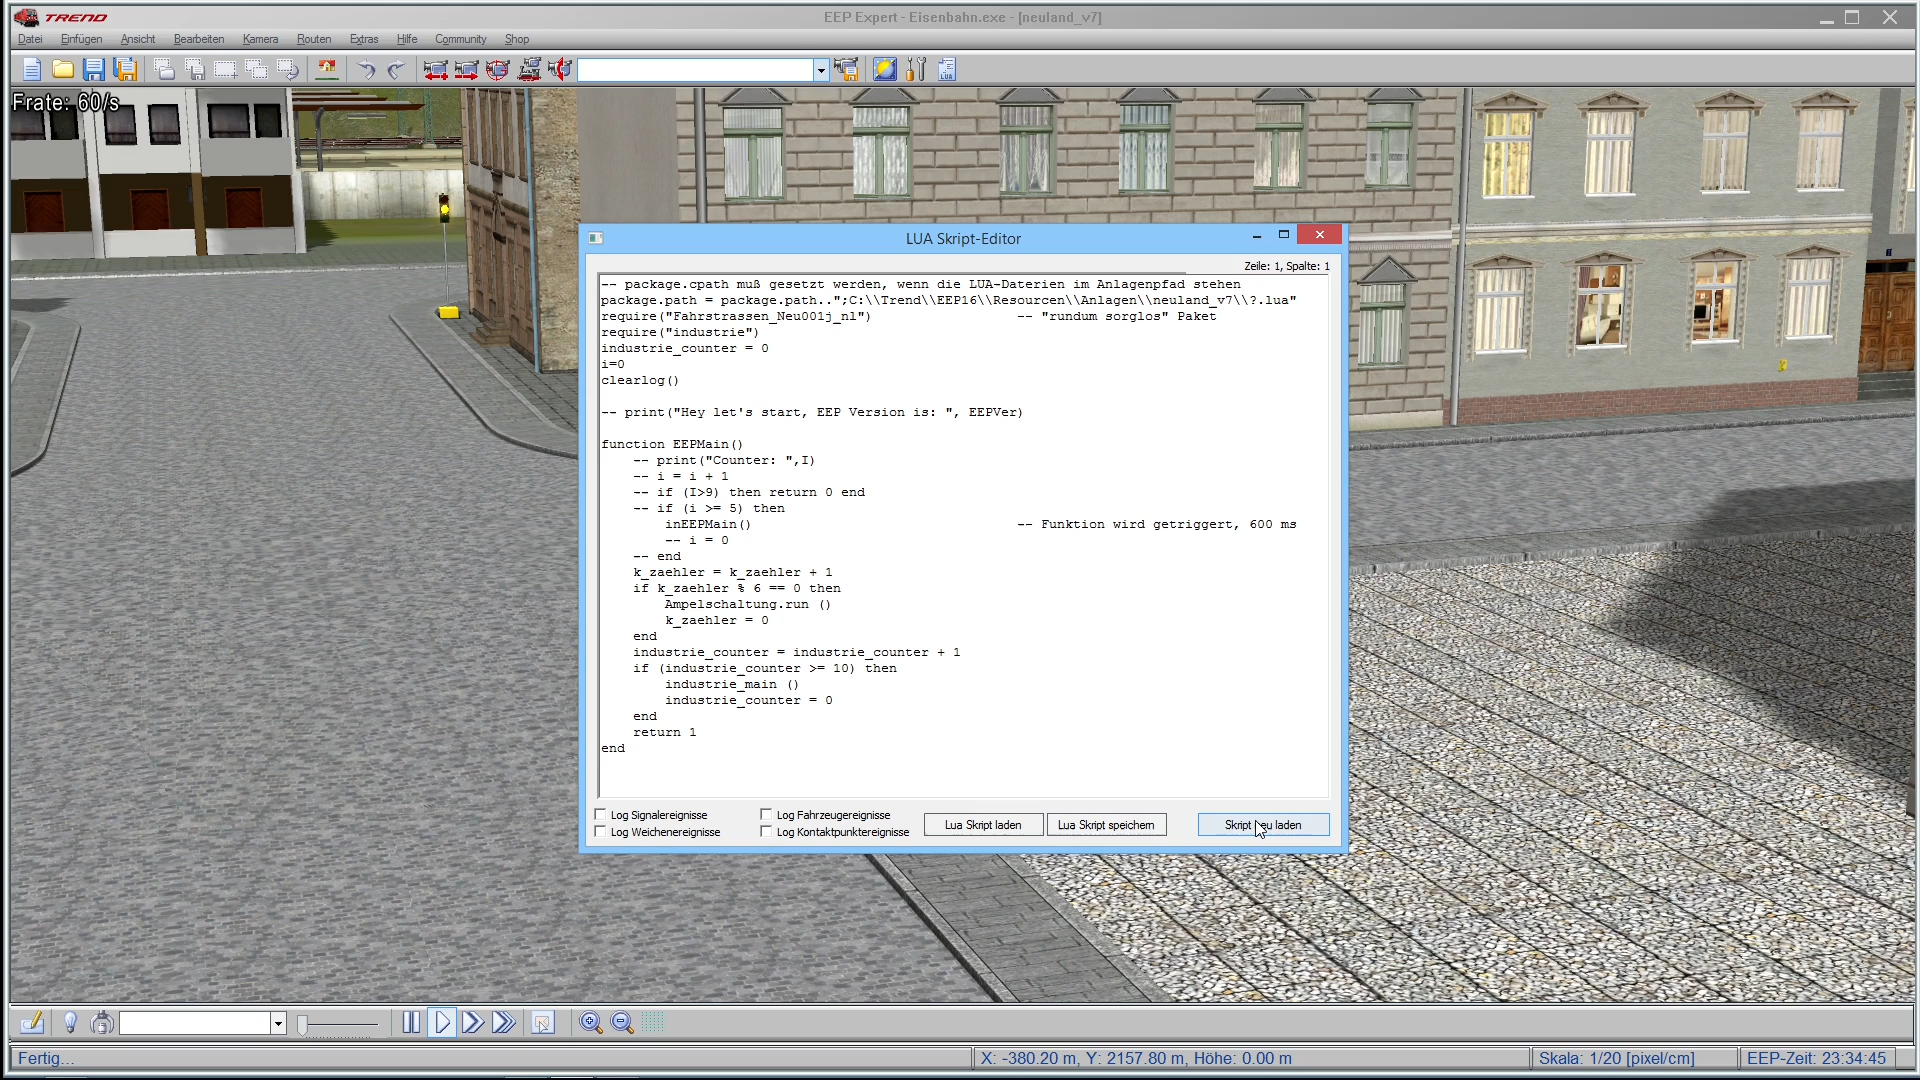 TREND
EEP Expert - Eisenbahn.exe - [neuland_v7]
Datei Einfügen Ansicht Bearbeiten Kamera Routen Extras Hilfe Community Shop
LUA
Frate: 60/s
LUA Skript-Editor
Zeile: 1, Spalte: 1
-- package.cpath muß gesetzt werden, wenn die LUA-Daterien im Anlagenpfad stehen
package.path = package.path..";C:\\Trend\\EEP16\\Resourcen\\Anlagen\\neuland_v7\\?.lua"
require("Fahrstrassen_Neu001j_nl") -- "rundum sorglos" Paket
require("industrie")
industrie_counter = 0
i=0
clearlog()
-- print("Hey let's start, EEP Version is: ", EEPVer)
function EEPMain()
-- print("Counter: ",I)
-- i = i + 1
-- if (I>9) then return 0 end
-- if (i >= 5) then
inEEPMain() -- Funktion wird getriggert, 600 ms
-- i = 0
-- end
k_zaehler = k_zaehler + 1
if k_zaehler % 6 == 0 then
Ampelschaltung.run ()
k_zaehler = 0
end
industrie_counter = industrie_counter + 1
if (industrie_counter >= 10) then
industrie_main ()
industrie_counter = 0
end
return 1
end
Log Signalereignisse Log Fahrzeugereignisse
Log Weichenereignisse Log Kontaktpunktereignisse
Lua Skript laden Lua Skript speichern Skript neu laden
Fertig... X: -380.20 m, Y: 2157.80 m, Höhe: 0.00 m Skala: 1/20 [pixel/cm] EEP-Zeit: 23:34:45